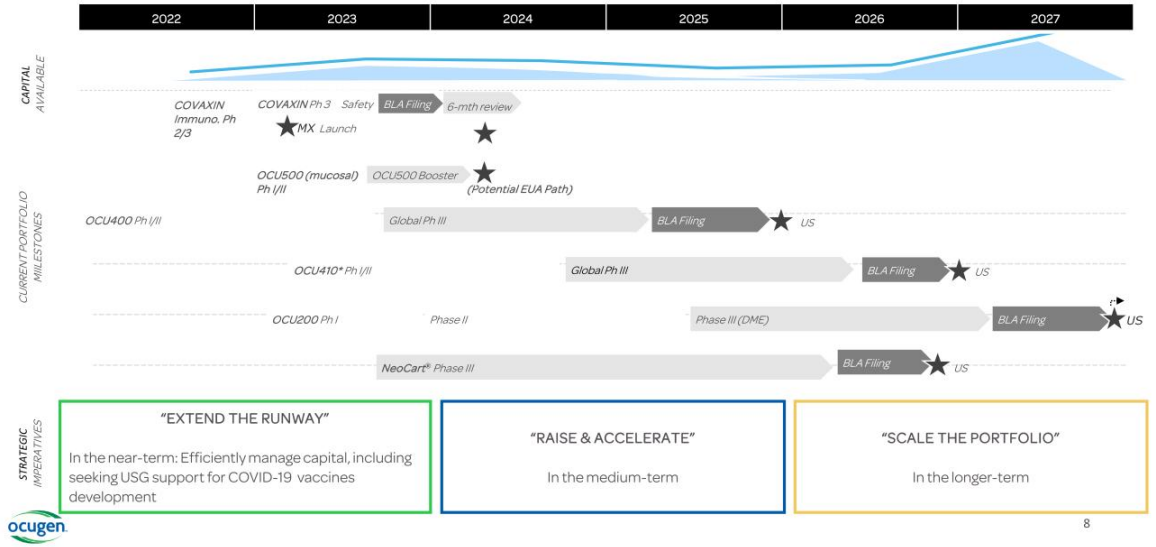 2022 2023 2024 2025 2026 2027
CAPITAL
AVAILABLE
COVAXIN
Immuno. Ph
2/3
COVAXIN Ph 3 Safety BLA Filing 6-mth review
MX Launch
OCU500 (mucosal)
Ph I/II
OCU500 Booster
(Potential EUA Path)
CURRENT PORTFOLIO
MIILESTONES
OCU400 Ph I/II Global Ph III BLA Filing US
OCU410* Ph I/II Global Ph III BLA Filing US
OCU200 Ph I Phase II Phase III (DME) BLA Filing US
NeoCart® Phase III BLA Filing US
STRATEGIC
IMPERATIVES
“EXTEND THE RUNWAY”
In the near-term: Efficiently manage capital, including
seeking USG support for COVID-19 vaccines
development
“RAISE & ACCELERATE”
In the medium-term
“SCALE THE PORTFOLIO”
In the longer-term
ocugen
8